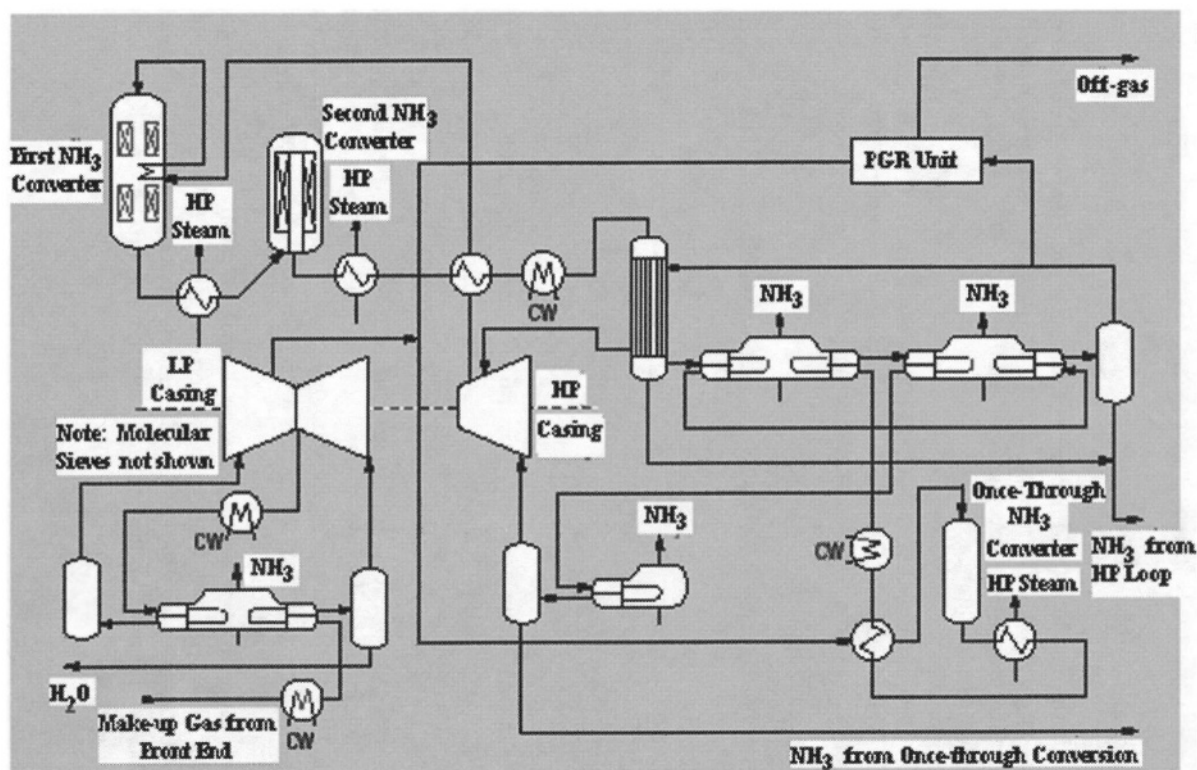 Off-gas
Second NH3
Converter
First NH3
Converter
PGR Unit
HP
Steam
HP
Steam
CW
NH3
NH3
LP
Casing
HP
Casing
Note: Molecular
Sieves not shown
Once-Through
NH3
Converter
HP Steam
NH3 from
HP Loop
CW
NH3
CW
NH3
H2O
Make-up Gas from
Front End
CW
NH3 from Once-through Conversion